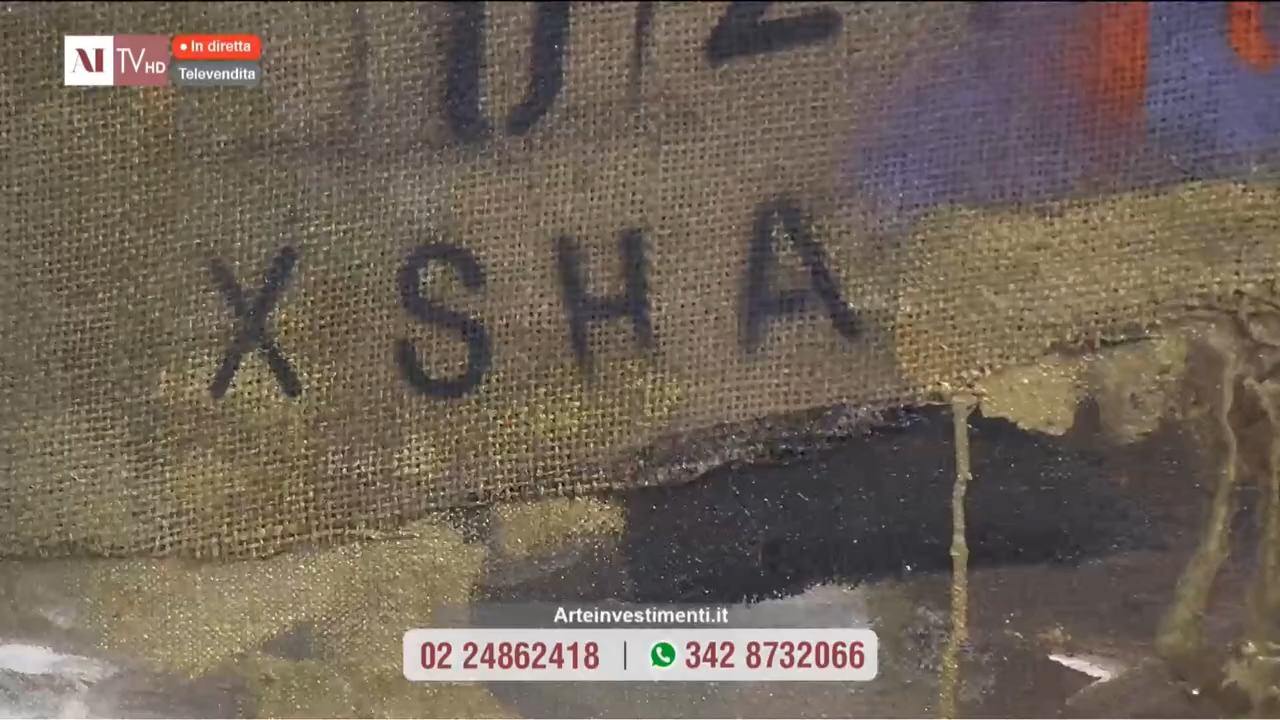 AI TV HD
In diretta
Televendita
XSHA
Arteinvestimenti.it
02 24862418 | 342 8732066